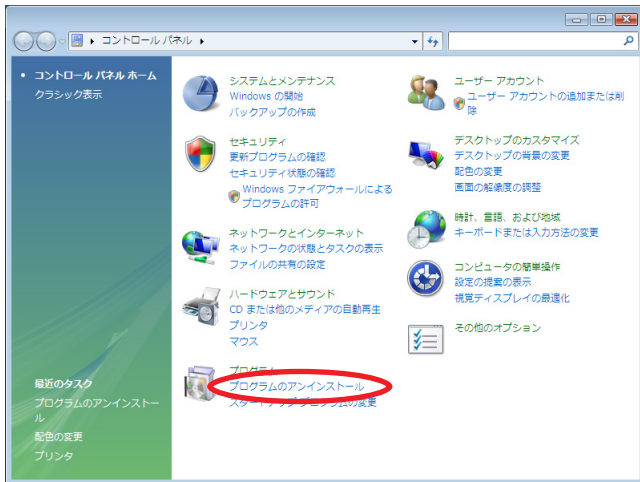 コントロール パネル
コントロール パネル ホーム
クラシック表示
最近のタスク
プログラムのアンインストー
ル
配色の変更
プリンタ
システムとメンテナンス
Windows の開始
バックアップの作成
セキュリティ
更新プログラムの確認
セキュリティ状態の確認
Windows ファイアウォールによる
プログラムの許可
ネットワークとインターネット
ネットワークの状態とタスクの表示
ファイルの共有の設定
ハードウェアとサウンド
CD または他のメディアの自動再生
プリンタ
マウス
プログラム
プログラムのアンインストール
スタートアップ プログラムの変更
ユーザー アカウント
ユーザー アカウントの追加または削
除
デスクトップのカスタマイズ
デスクトップの背景の変更
配色の変更
画面の解像度の調整
時計、言語、および地域
キーボードまたは入力方法の変更
コンピュータの簡単操作
設定の提案の表示
視覚ディスプレイの最適化
その他のオプション